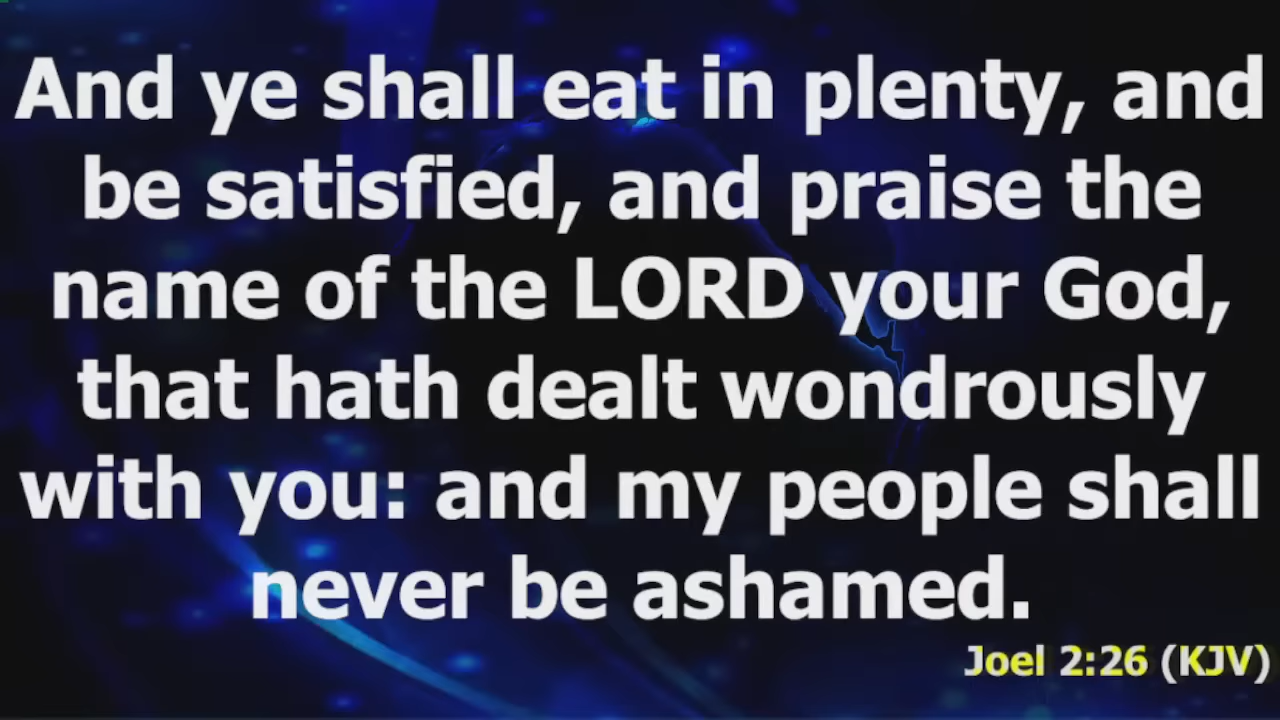 And ye shall eat in plenty, and
be satisfied, and praise the
name of the LORD your God,
that hath dealt wondrously
with you: and my people shall
never be ashamed.
Joel 2:26 (KJV)